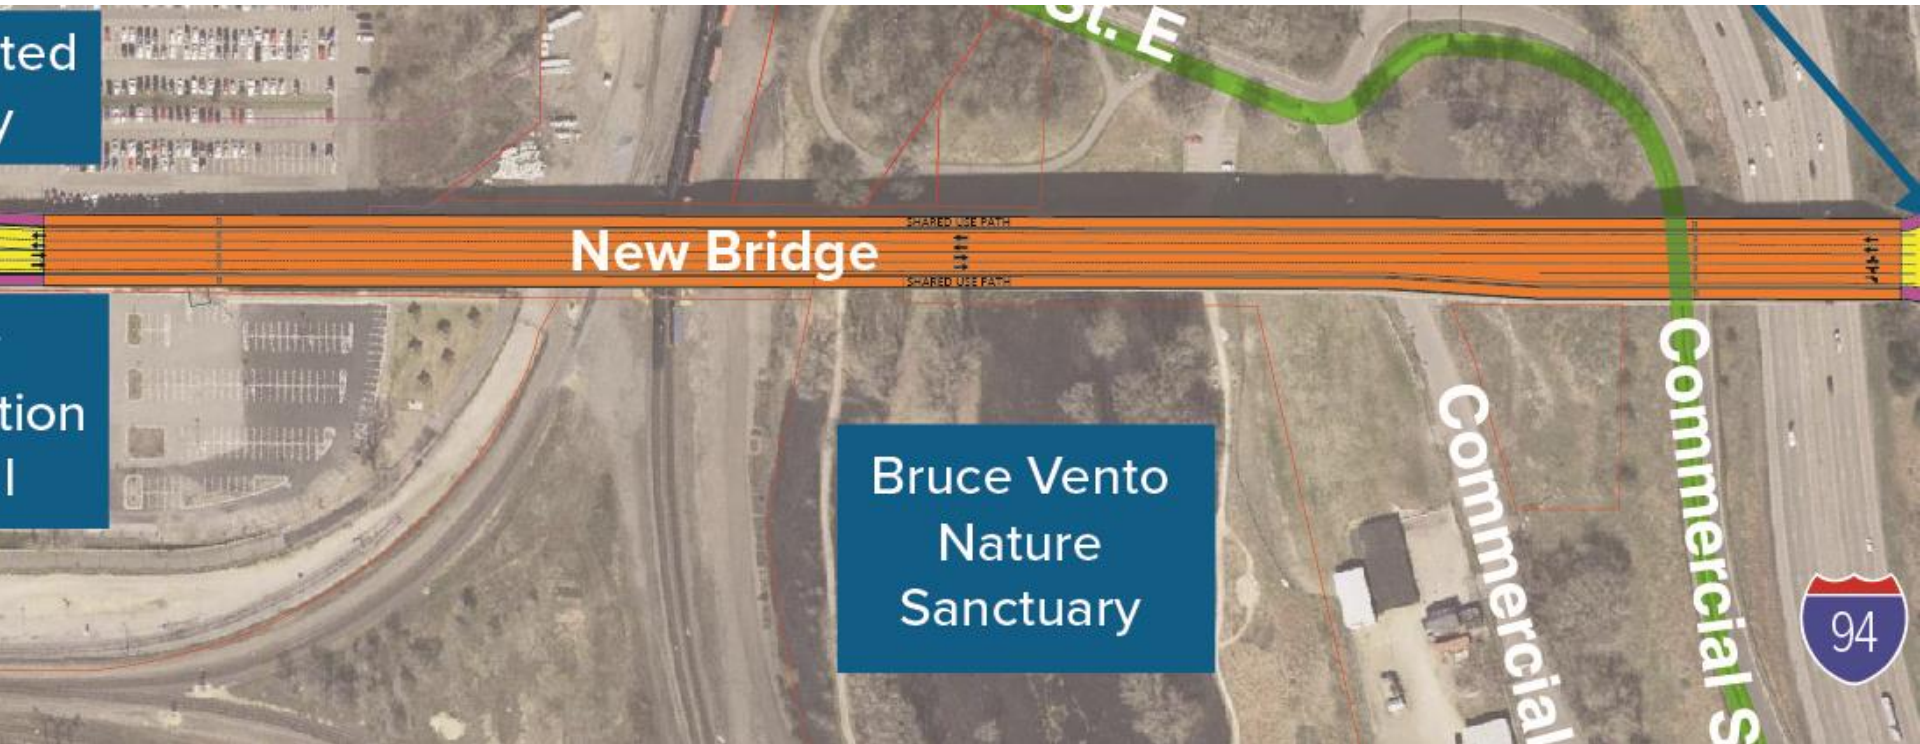 ted
y
St. E
SHARED USE PATH
New Bridge
SHARED USE PATH
tion
l
Bruce Vento
Nature
Sanctuary
Commercial
Commercial S
94